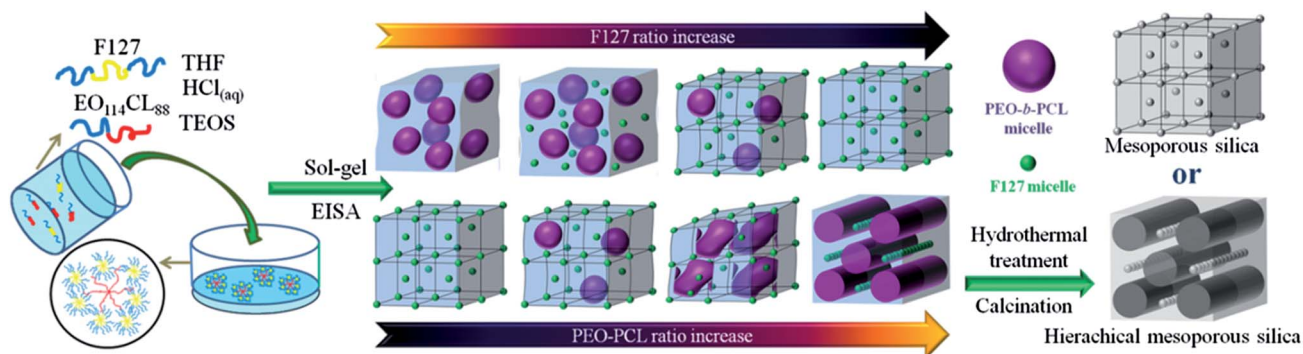 F127
THF
HCl(aq)
EO114CL88
TEOS
Sol-gel
EISA
F127 ratio increase
PEO-PCL ratio increase
PEO-b-PCL
micelle
F127 micelle
Hydrothermal
treatment
Calcination
Mesoporous silica
or
Hierachical mesoporous silica